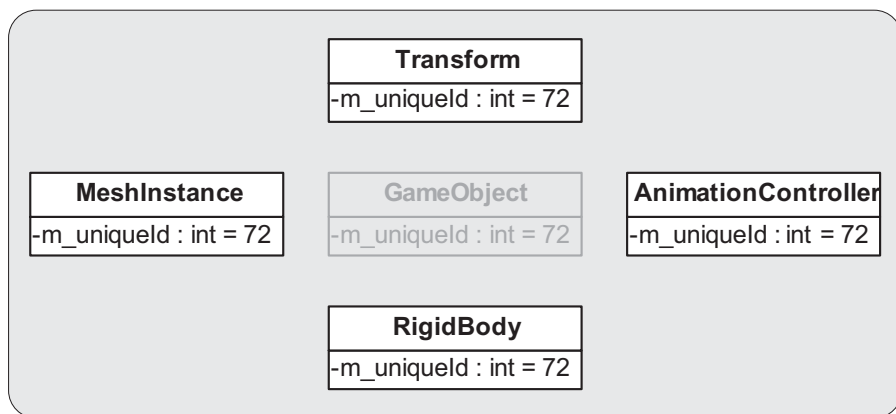 Transform
-m_uniqueId : int = 72
MeshInstance
-m_uniqueId : int = 72
GameObject
-m_uniqueId : int = 72
AnimationController
-m_uniqueId : int = 72
RigidBody
-m_uniqueId : int = 72